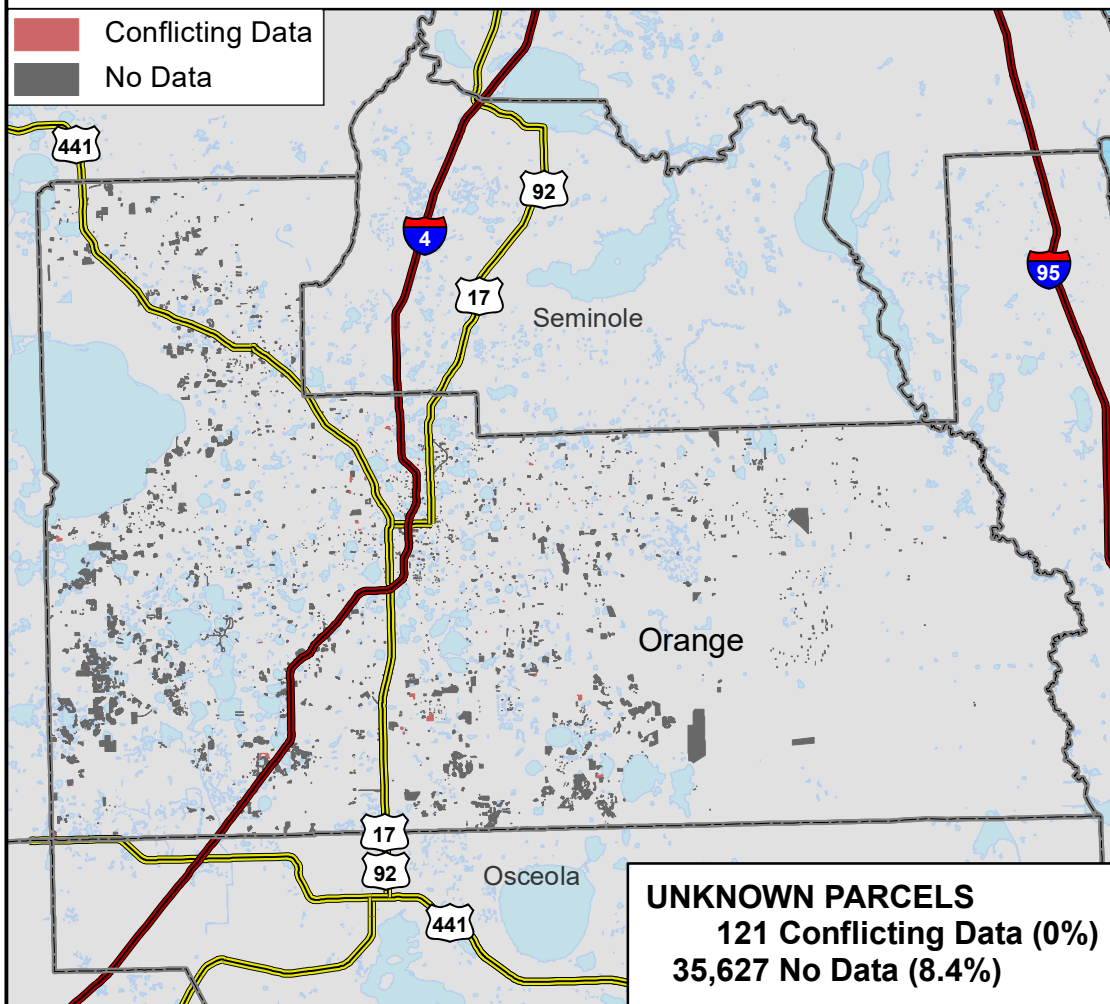 Conflicting Data
No Data
441
92
4
95
17
Seminole
Orange
17
92
Osceola
441
UNKNOWN PARCELS
121 Conflicting Data (0%)
35,627 No Data (8.4%)